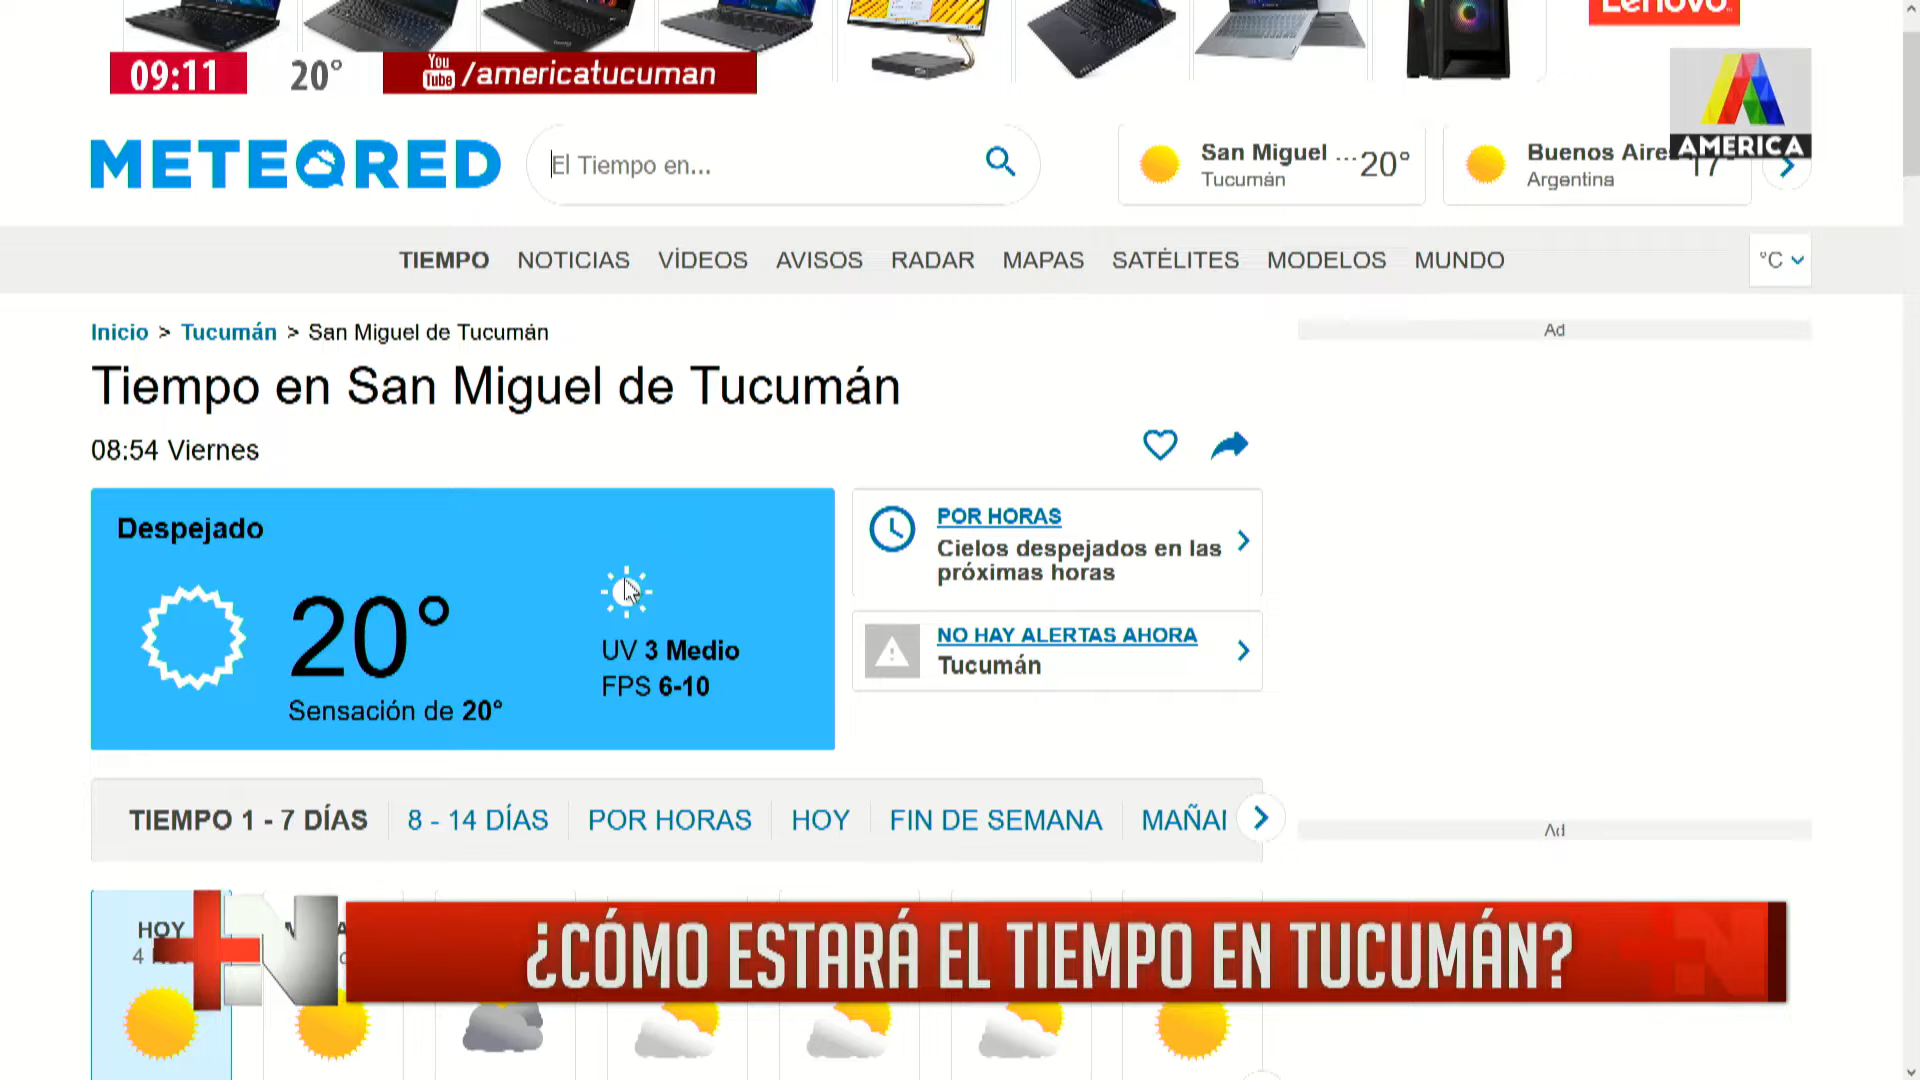 Lenovo
09:11
20°
You Tube /americatucuman
AMERICA
METEORED
El Tiempo en...
San Miguel ...
Tucumán
20°
Buenos Aires
Argentina
17°
TIEMPO NOTICIAS VÍDEOS AVISOS RADAR MAPAS SATÉLITES MODELOS MUNDO
°C
Inicio > Tucumán > San Miguel de Tucumán
Ad
Tiempo en San Miguel de Tucumán
08:54 Viernes
Despejado
20°
Sensación de 20°
UV 3 Medio
FPS 6-10
POR HORAS
Cielos despejados en las
próximas horas
NO HAY ALERTAS AHORA
Tucumán
TIEMPO 1 - 7 DÍAS 8 - 14 DÍAS POR HORAS HOY FIN DE SEMANA MAÑAN
Ad
HOY
4
+N
¿CÓMO ESTARÁ EL TIEMPO EN TUCUMÁN?